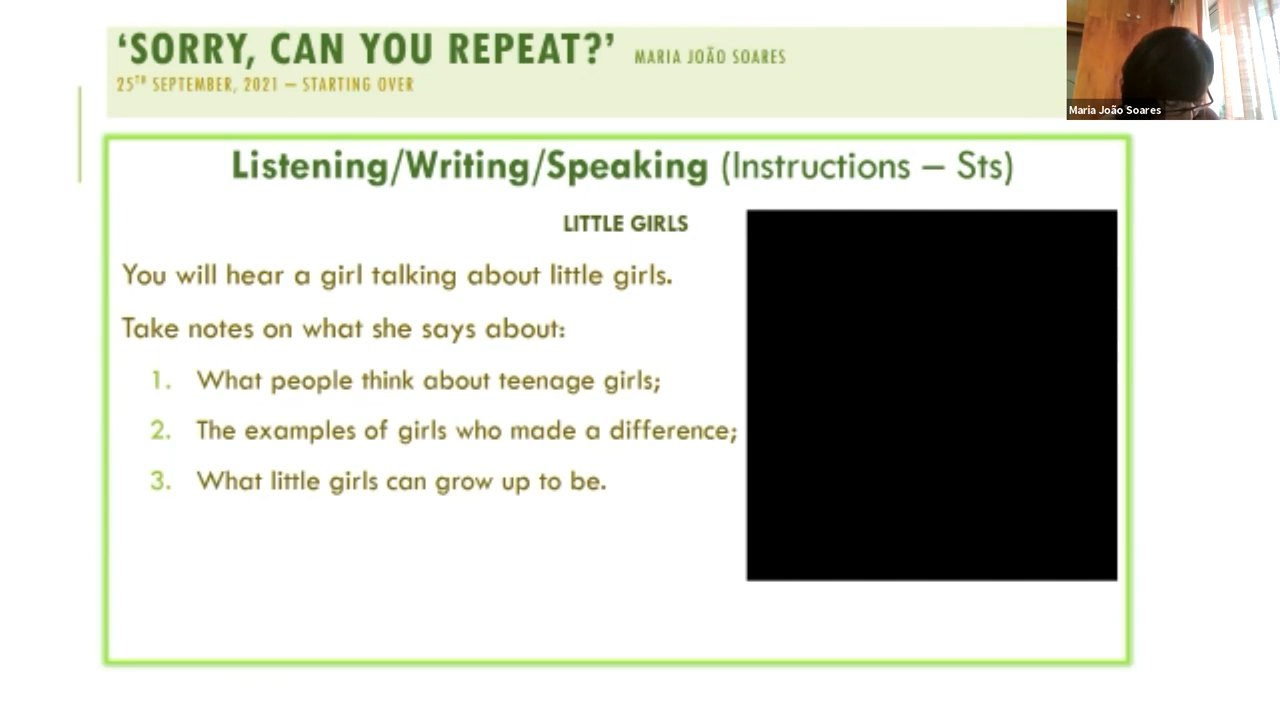 ‘SORRY, CAN YOU REPEAT?’ MARIA JOÃO SOARES
25TH SEPTEMBER, 2021 – STARTING OVER
Maria João Soares
Listening/Writing/Speaking (Instructions – Sts)
LITTLE GIRLS
You will hear a girl talking about little girls.
Take notes on what she says about:
1. What people think about teenage girls;
2. The examples of girls who made a difference;
3. What little girls can grow up to be.